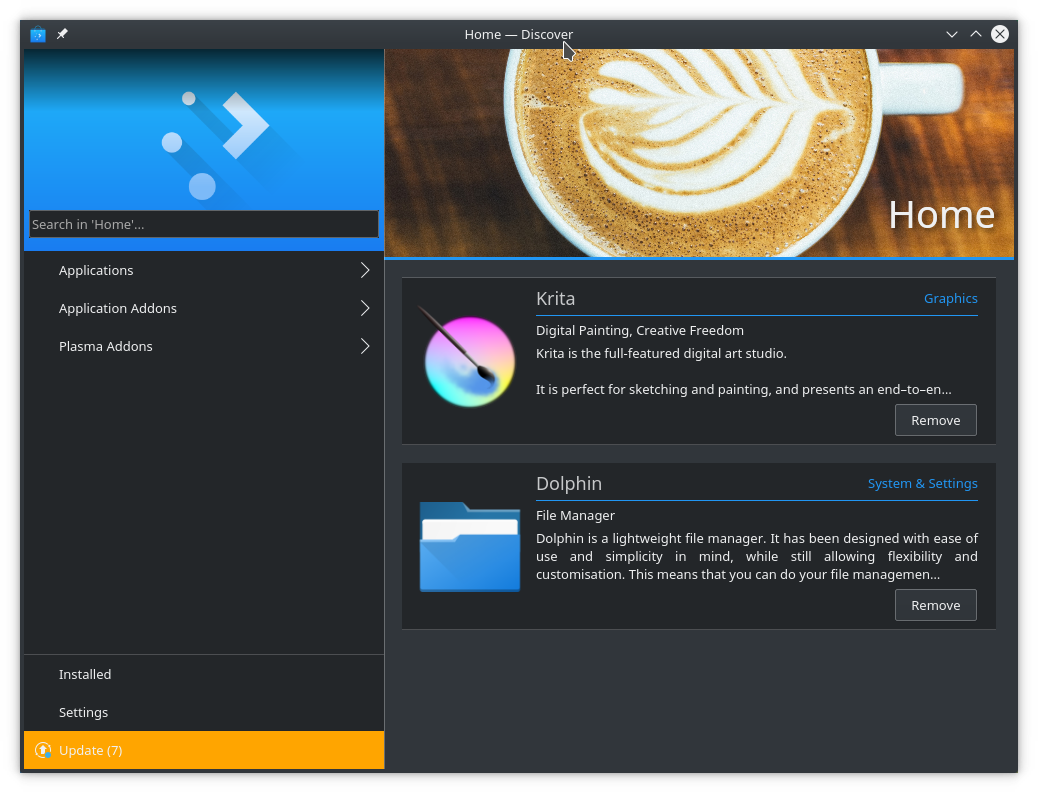 Home — Discover
Search in 'Home'...
Applications
Application Addons
Plasma Addons
Installed
Settings
Update (7)
Home
Krita
Graphics
Digital Painting, Creative Freedom
Krita is the full-featured digital art studio.
It is perfect for sketching and painting, and presents an end–to–en...
Remove
Dolphin
System & Settings
File Manager
Dolphin is a lightweight file manager. It has been designed with ease of
use and simplicity in mind, while still allowing flexibility and
customisation. This means that you can do your file managemen...
Remove